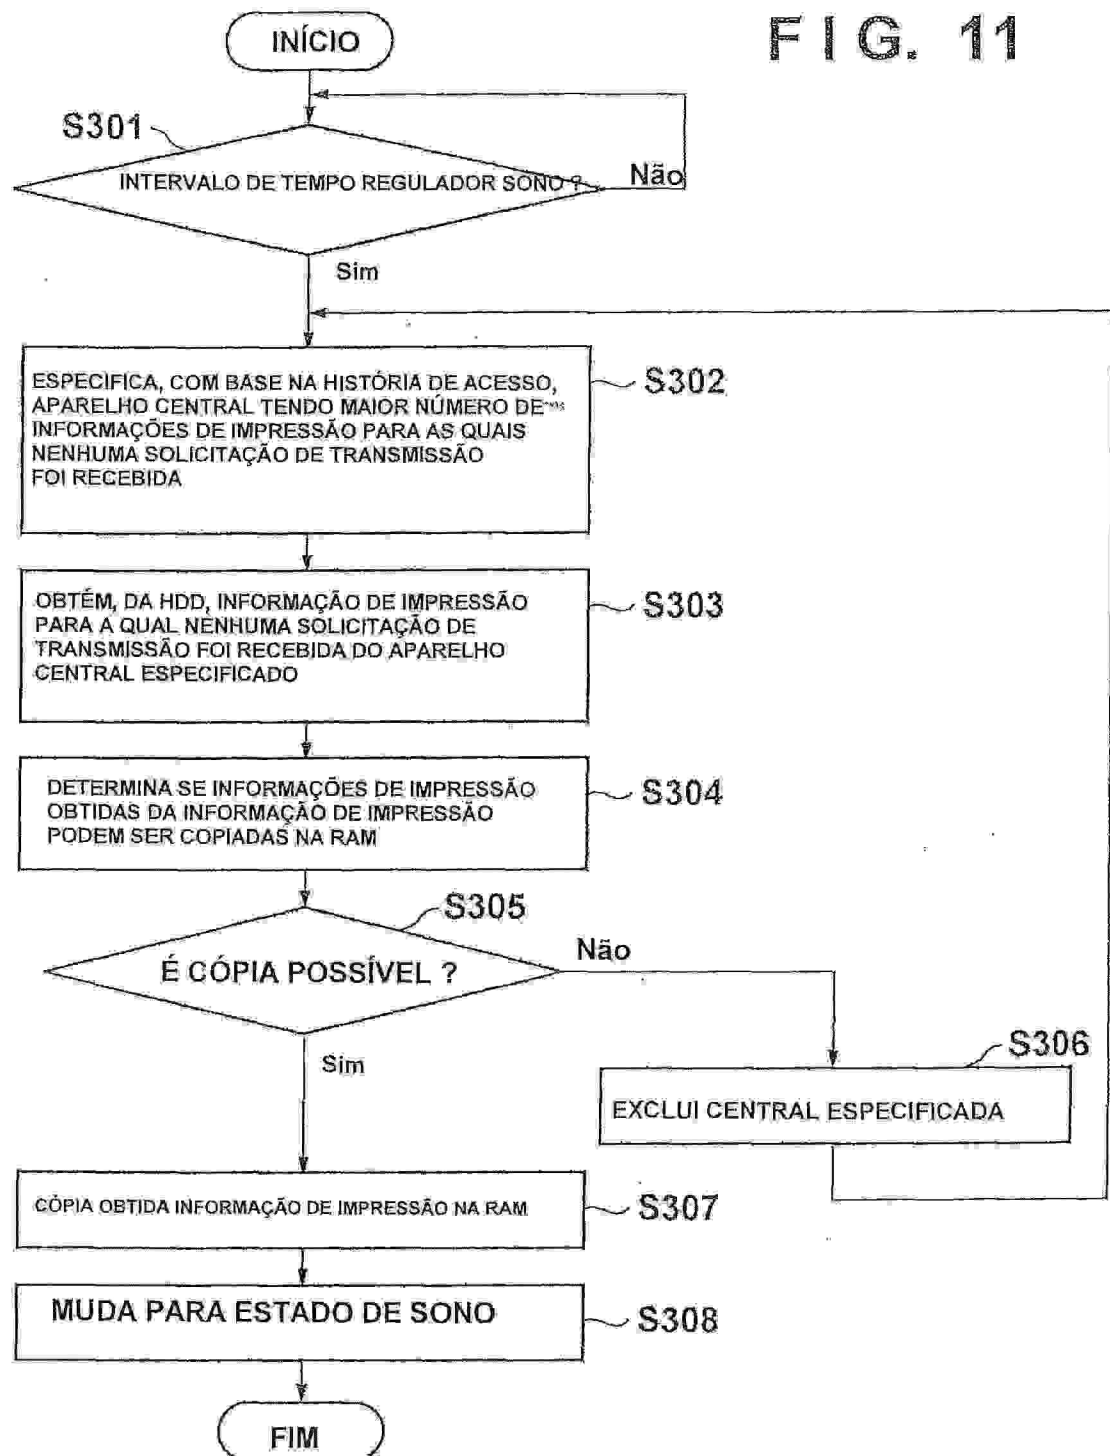 FIG. 11
INÍCIO
S301
INTERVALO DE TEMPO REGULADOR SONO ?
Não
Sim
S302
ESPECIFICA, COM BASE NA HISTÓRIA DE ACESSO,
APARELHO CENTRAL TENDO MAIOR NÚMERO DE
INFORMAÇÕES DE IMPRESSÃO PARA AS QUAIS
NENHUMA SOLICITAÇÃO DE TRANSMISSÃO
FOI RECEBIDA
S303
OBTÉM, DA HDD, INFORMAÇÃO DE IMPRESSÃO
PARA A QUAL NENHUMA SOLICITAÇÃO DE
TRANSMISSÃO FOI RECEBIDA DO APARELHO
CENTRAL ESPECIFICADO
S304
DETERMINA SE INFORMAÇÕES DE IMPRESSÃO
OBTIDAS DA INFORMAÇÃO DE IMPRESSÃO
PODEM SER COPIADAS NA RAM
S305
É CÓPIA POSSÍVEL ?
Não
Sim
S306
EXCLUI CENTRAL ESPECIFICADA
CÓPIA OBTIDA INFORMAÇÃO DE IMPRESSÃO NA RAM
S307
MUDA PARA ESTADO DE SONO
S308
FIM